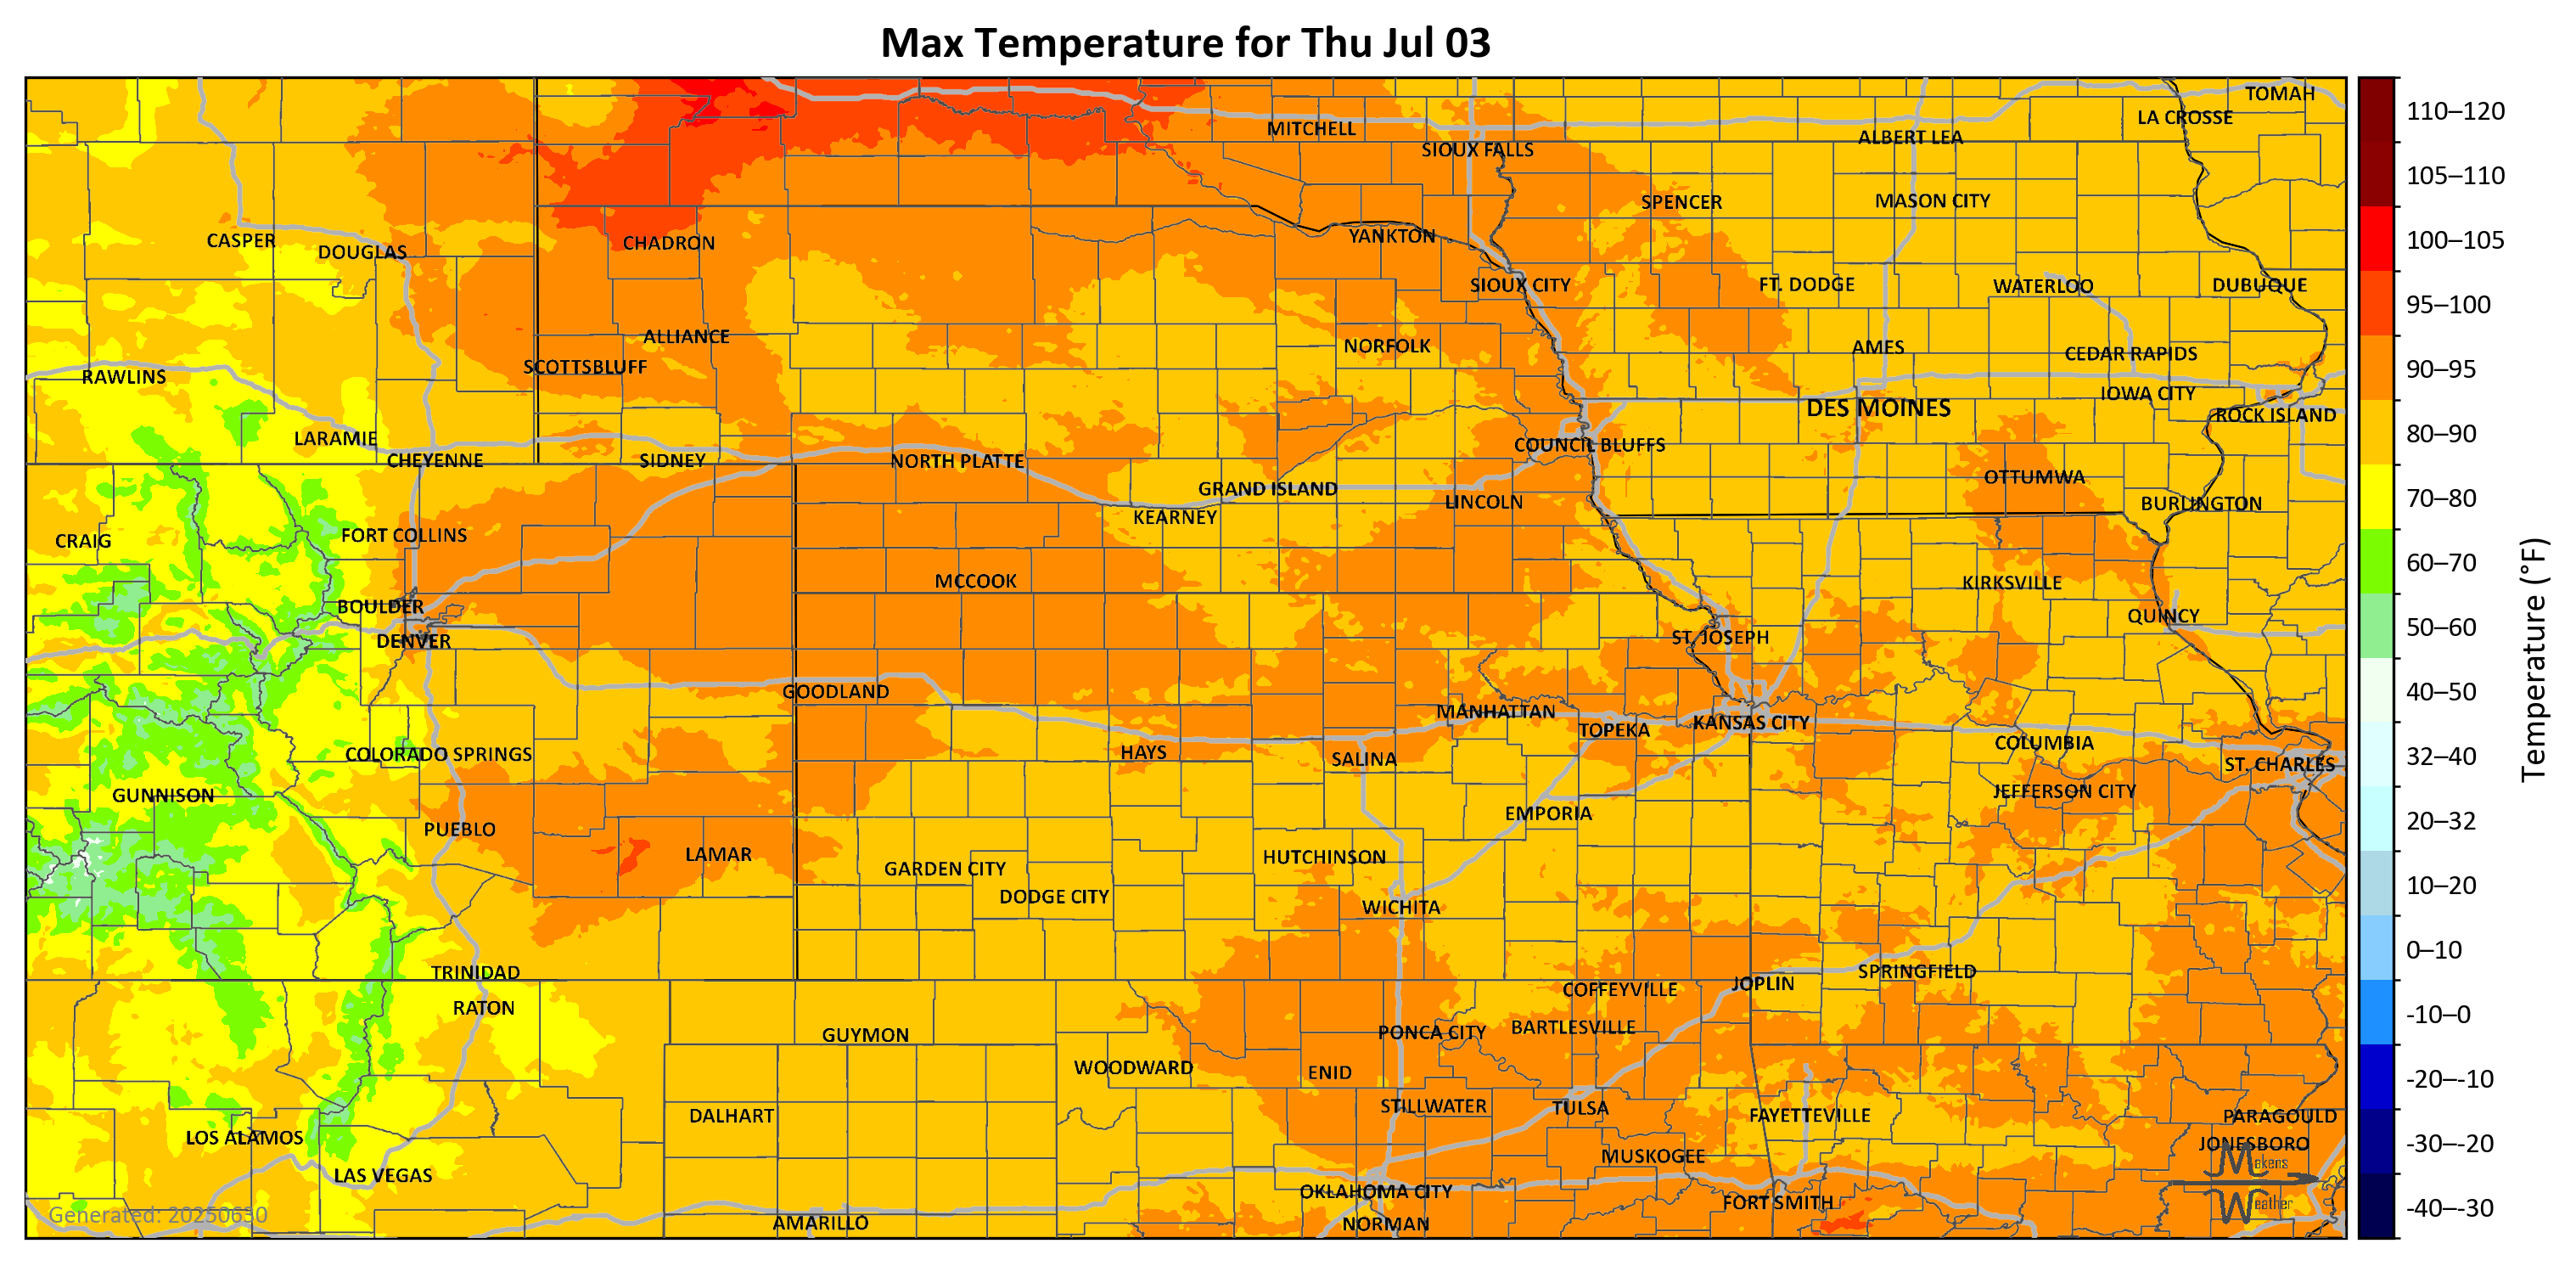 Max Temperature for Thu Jul 03
TOMAH
LA CROSSE
MITCHELL
ALBERT LEA
SIOUX FALLS
SPENCER
MASON CITY
YANKTON
CASPER
CHADRON
DOUGLAS
SIOUX CITY
FT. DODGE
WATERLOO
DUBUQUE
ALLIANCE
NORFOLK
AMES
CEDAR RAPIDS
SCOTTSBLUFF
RAWLINS
IOWA CITY
DES MOINES
ROCK ISLAND
LARAMIE
COUNCIL BLUFFS
CHEYENNE
SIDNEY
NORTH PLATTE
OTTUMWA
GRAND ISLAND
LINCOLN
BURLINGTON
KEARNEY
FORT COLLINS
CRAIG
MCCOOK
KIRKSVILLE
BOULDER
QUINCY
DENVER
ST. JOSEPH
GOODLAND
MANHATTAN
KANSAS CITY
TOPEKA
COLUMBIA
HAYS
COLORADO SPRINGS
SALINA
ST. CHARLES
JEFFERSON CITY
GUNNISON
EMPORIA
PUEBLO
LAMAR
HUTCHINSON
GARDEN CITY
DODGE CITY
WICHITA
TRINIDAD
SPRINGFIELD
JOPLIN
COFFEYVILLE
RATON
BARTLESVILLE
PONCA CITY
GUYMON
WOODWARD
ENID
STILLWATER
TULSA
DALHART
FAYETTEVILLE
PARAGOULD
LOS ALAMOS
JONESBORO
MUSKOGEE
LAS VEGAS
OKLAHOMA CITY
FORT SMITH
AMARILLO
NORMAN
Makens
Weather
Generated: 20250630
110–120
105–110
100–105
95–100
90–95
80–90
70–80
60–70
50–60
40–50
32–40
20–32
10–20
0–10
-10–0
-20–-10
-30–-20
-40–-30
Temperature (°F)